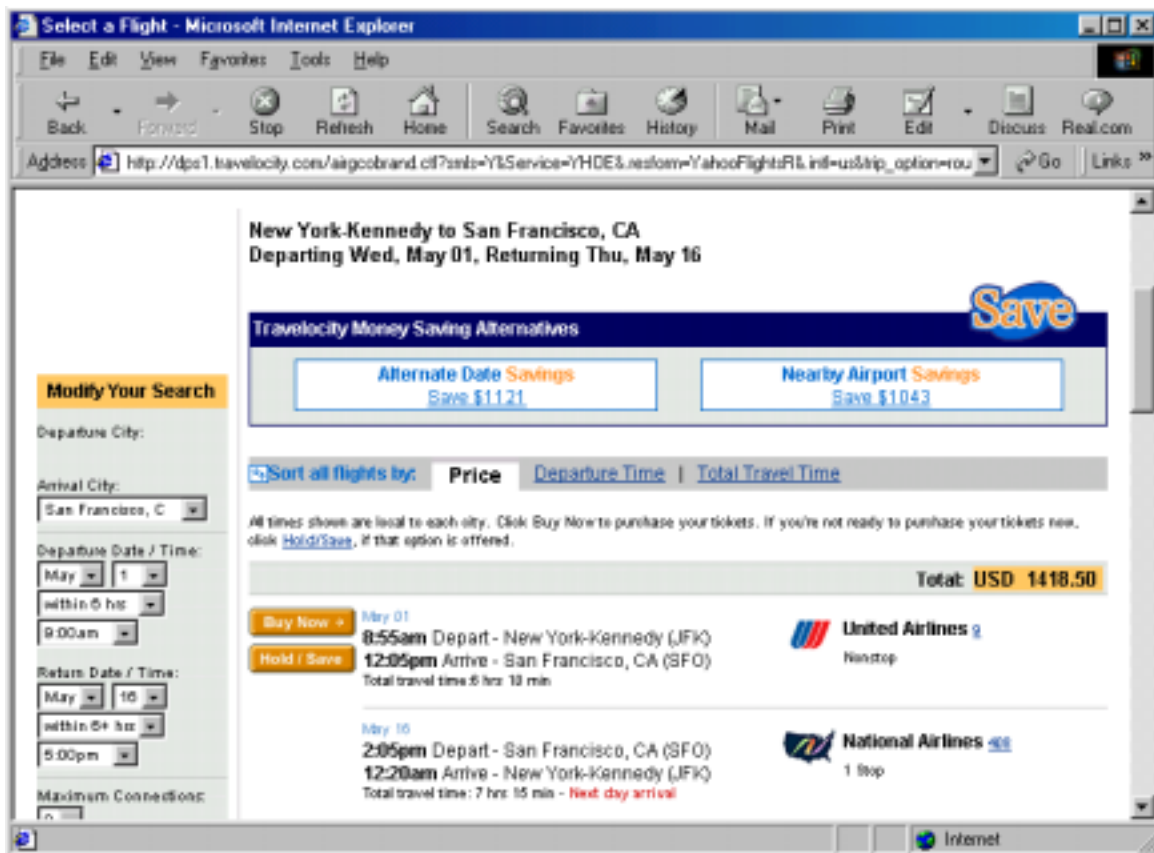 Select a Flight - Microsoft Internet Explorer
File Edit View Favorites Tools Help
Back Forward Stop Refresh Home Search Favorites History Mail Print Edit Discuss Real.com
Address http://dps1.travelocity.com/airgcobrand.ctl?smls=Y&Service=YHOE&.resform=YahooFlightsR&.intl=us&trip_option=rou Go Links »
New York-Kennedy to San Francisco, CA
Departing Wed, May 01, Returning Thu, May 16
Save
Travelocity Money Saving Alternatives
Alternate Date Savings
Save $1121
Nearby Airport Savings
Save $1043
Modify Your Search
Departure City:
Arrival City:
San Francisco, C
Departure Date / Time:
May 1
within 6 hrs
9:00am
Return Date / Time:
May 16
within 6+ hrs
5:00pm
Maximum Connections:
Sort all flights by: Price Departure Time | Total Travel Time
All times shown are local to each city. Click Buy Now to purchase your tickets. If you're not ready to purchase your tickets now,
click Hold/Save, if that option is offered.
Total: USD 1418.50
Buy Now
Hold / Save
May 01
8:55am Depart - New York-Kennedy (JFK)
12:05pm Arrive - San Francisco, CA (SFO)
Total travel time:6 hrs 10 min
United Airlines 9
Nonstop
May 16
2:05pm Depart - San Francisco, CA (SFO)
12:20am Arrive - New York-Kennedy (JFK)
Total travel time: 7 hrs 15 min - Next day arrival
National Airlines
1 Stop
Internet